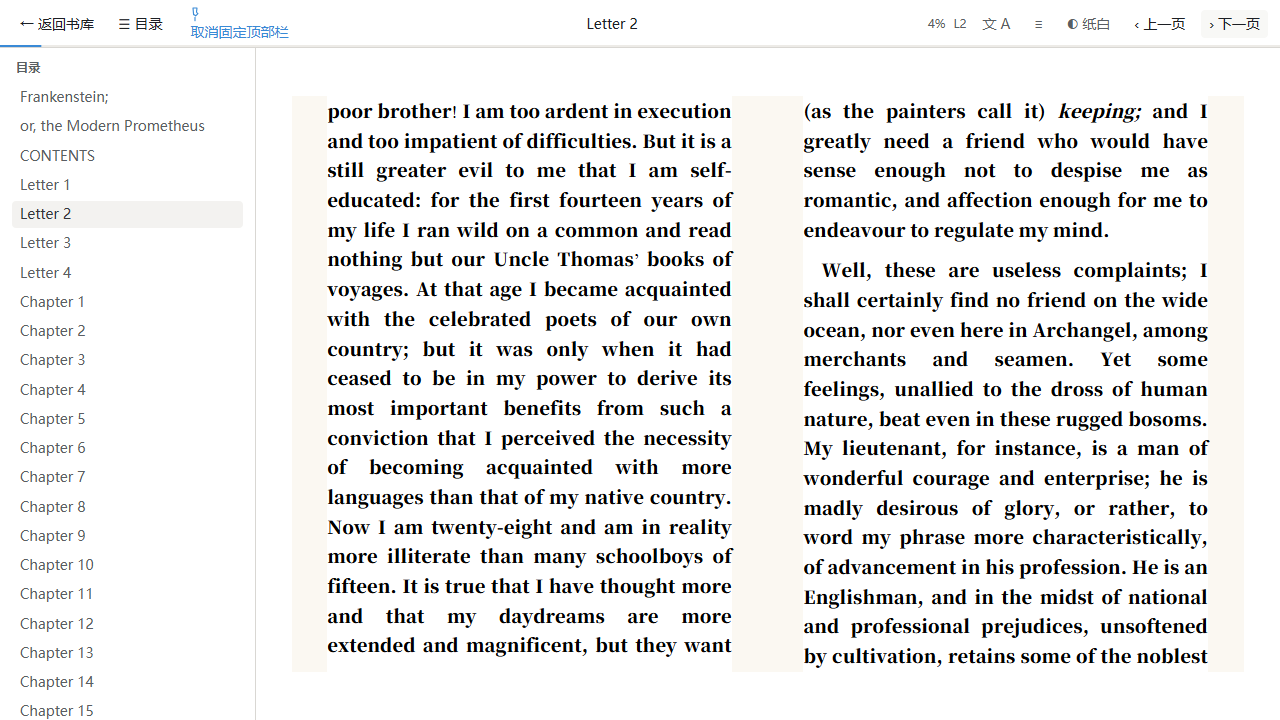 ← 返回书库
☰ 目录
取消固定顶部栏
Letter 2
4%
L2
文 A
≡
◐ 纸白
‹ 上一页
› 下一页
目录
Frankenstein;
or, the Modern Prometheus
CONTENTS
Letter 1
Letter 2
Letter 3
Letter 4
Chapter 1
Chapter 2
Chapter 3
Chapter 4
Chapter 5
Chapter 6
Chapter 7
Chapter 8
Chapter 9
Chapter 10
Chapter 11
Chapter 12
Chapter 13
Chapter 14
Chapter 15
poor brother! I am too ardent in execution
and too impatient of difficulties. But it is a
still greater evil to me that I am self-
educated: for the first fourteen years of
my life I ran wild on a common and read
nothing but our Uncle Thomas’ books of
voyages. At that age I became acquainted
with the celebrated poets of our own
country; but it was only when it had
ceased to be in my power to derive its
most important benefits from such a
conviction that I perceived the necessity
of becoming acquainted with more
languages than that of my native country.
Now I am twenty-eight and am in reality
more illiterate than many schoolboys of
fifteen. It is true that I have thought more
and that my daydreams are more
extended and magnificent, but they want
(as the painters call it) keeping; and I
greatly need a friend who would have
sense enough not to despise me as
romantic, and affection enough for me to
endeavour to regulate my mind.
Well, these are useless complaints; I
shall certainly find no friend on the wide
ocean, nor even here in Archangel, among
merchants and seamen. Yet some
feelings, unallied to the dross of human
nature, beat even in these rugged bosoms.
My lieutenant, for instance, is a man of
wonderful courage and enterprise; he is
madly desirous of glory, or rather, to
word my phrase more characteristically,
of advancement in his profession. He is an
Englishman, and in the midst of national
and professional prejudices, unsoftened
by cultivation, retains some of the noblest